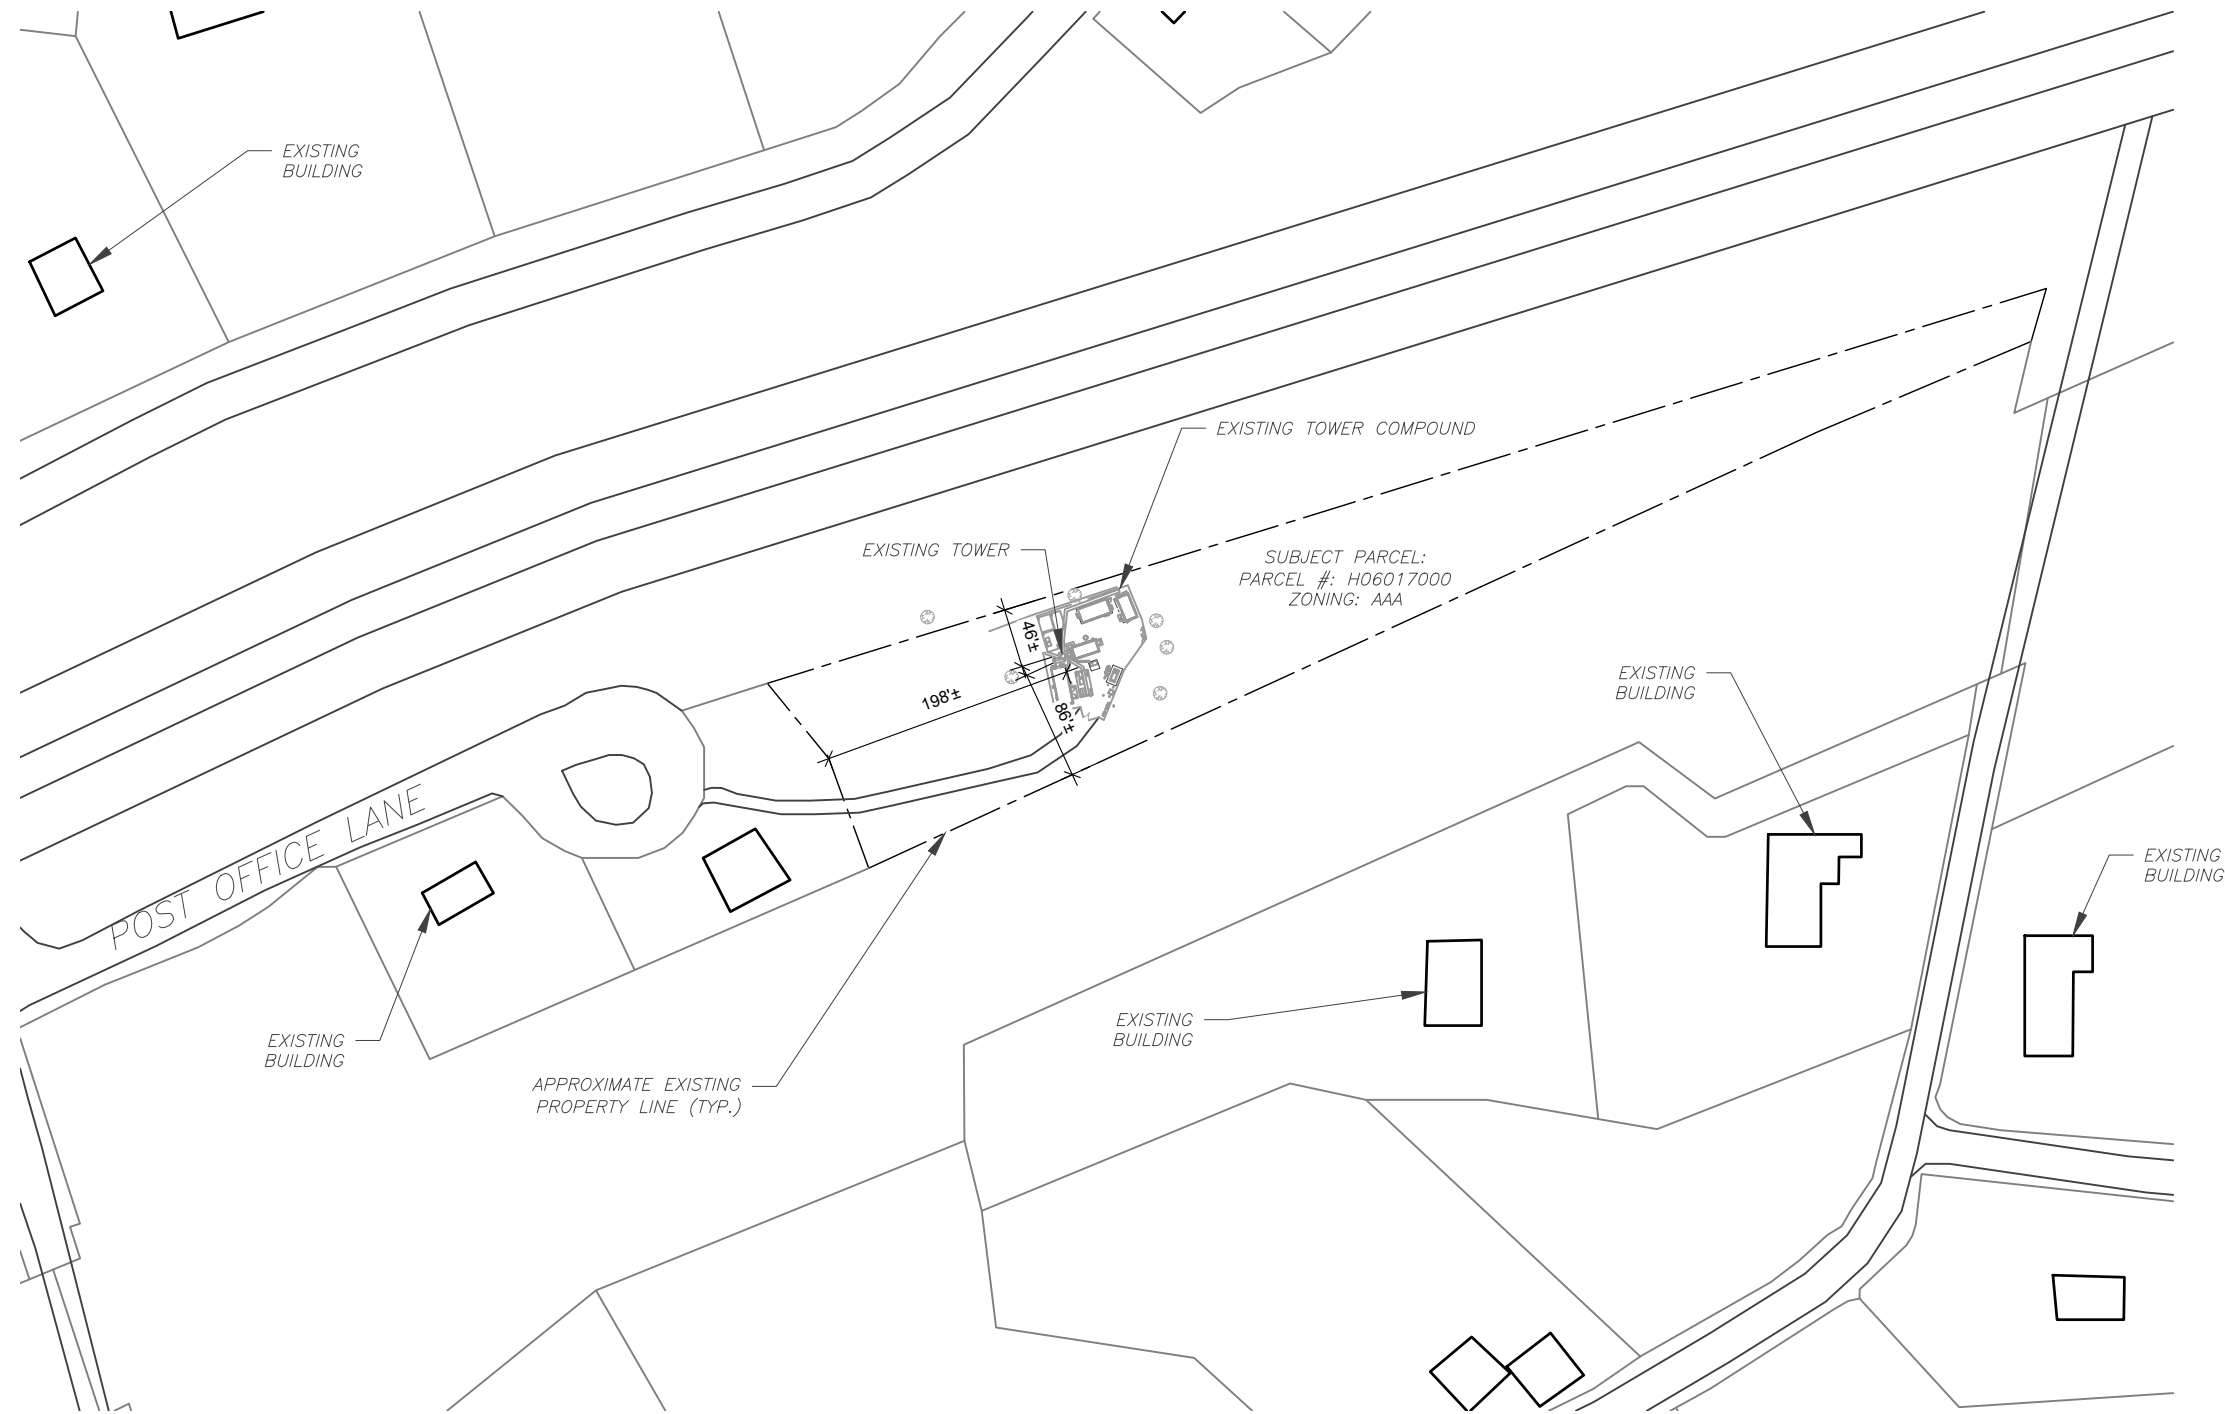 EXISTING
BUILDING
EXISTING TOWER COMPOUND
EXISTING TOWER
SUBJECT PARCEL:
PARCEL #: H06017000
ZONING: AAA
46'±
198'±
86'±
EXISTING
BUILDING
POST OFFICE LANE
EXISTING
BUILDING
EXISTING
BUILDING
EXISTING
BUILDING
APPROXIMATE EXISTING
PROPERTY LINE (TYP.)